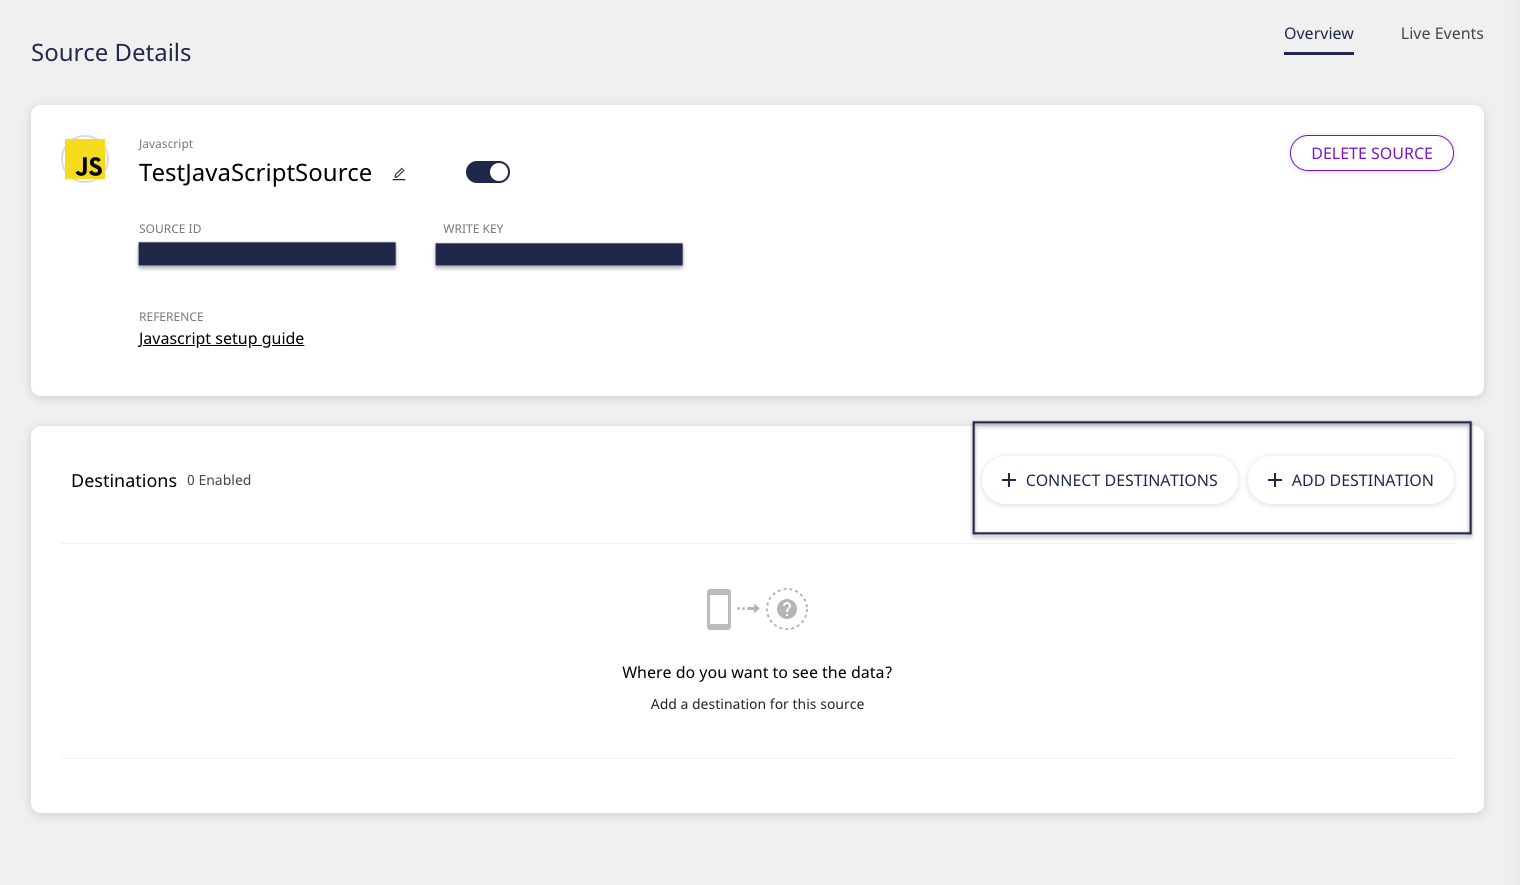 Source Details
Overview
Live Events
JS
Javascript
TestJavaScriptSource
DELETE SOURCE
SOURCE ID
WRITE KEY
REFERENCE
Javascript setup guide
Destinations 0 Enabled
+ CONNECT DESTINATIONS
+ ADD DESTINATION
?
Where do you want to see the data?
Add a destination for this source